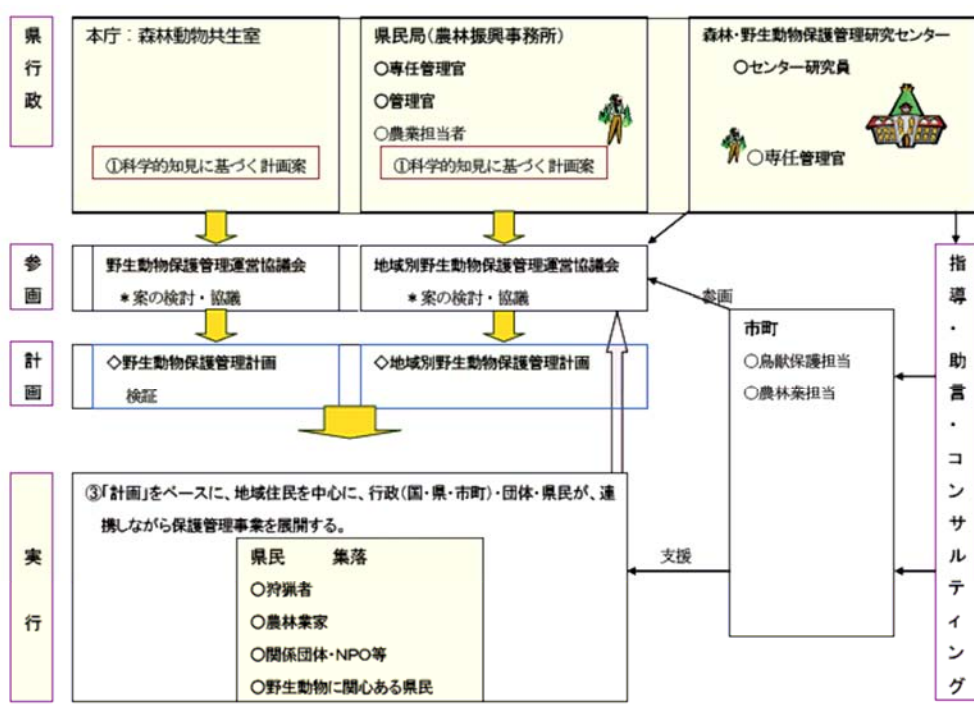 県行政
本庁：森林動物共生室
①科学的知見に基づく計画案
県民局(農林振興事務所)
○専任管理官
○管理官
○農業担当者
①科学的知見に基づく計画案
森林・野生動物保護管理研究センター
○センター研究員
○専任管理官
参画
野生動物保護管理運営協議会
＊案の検討・協議
地域別野生動物保護管理運営協議会
＊案の検討・協議
参画
計画
◇野生動物保護管理計画
検証
◇地域別野生動物保護管理計画
市町
○鳥獣保護担当
○農林業担当
指導・助言・コンサルティング
実行
③「計画」をベースに、地域住民を中心に、行政(国・県・市町)・団体・県民が、連
携しながら保護管理事業を展開する。
県民　集落
○狩猟者
○農林業家
○関係団体・NPO等
○野生動物に関心ある県民
支援